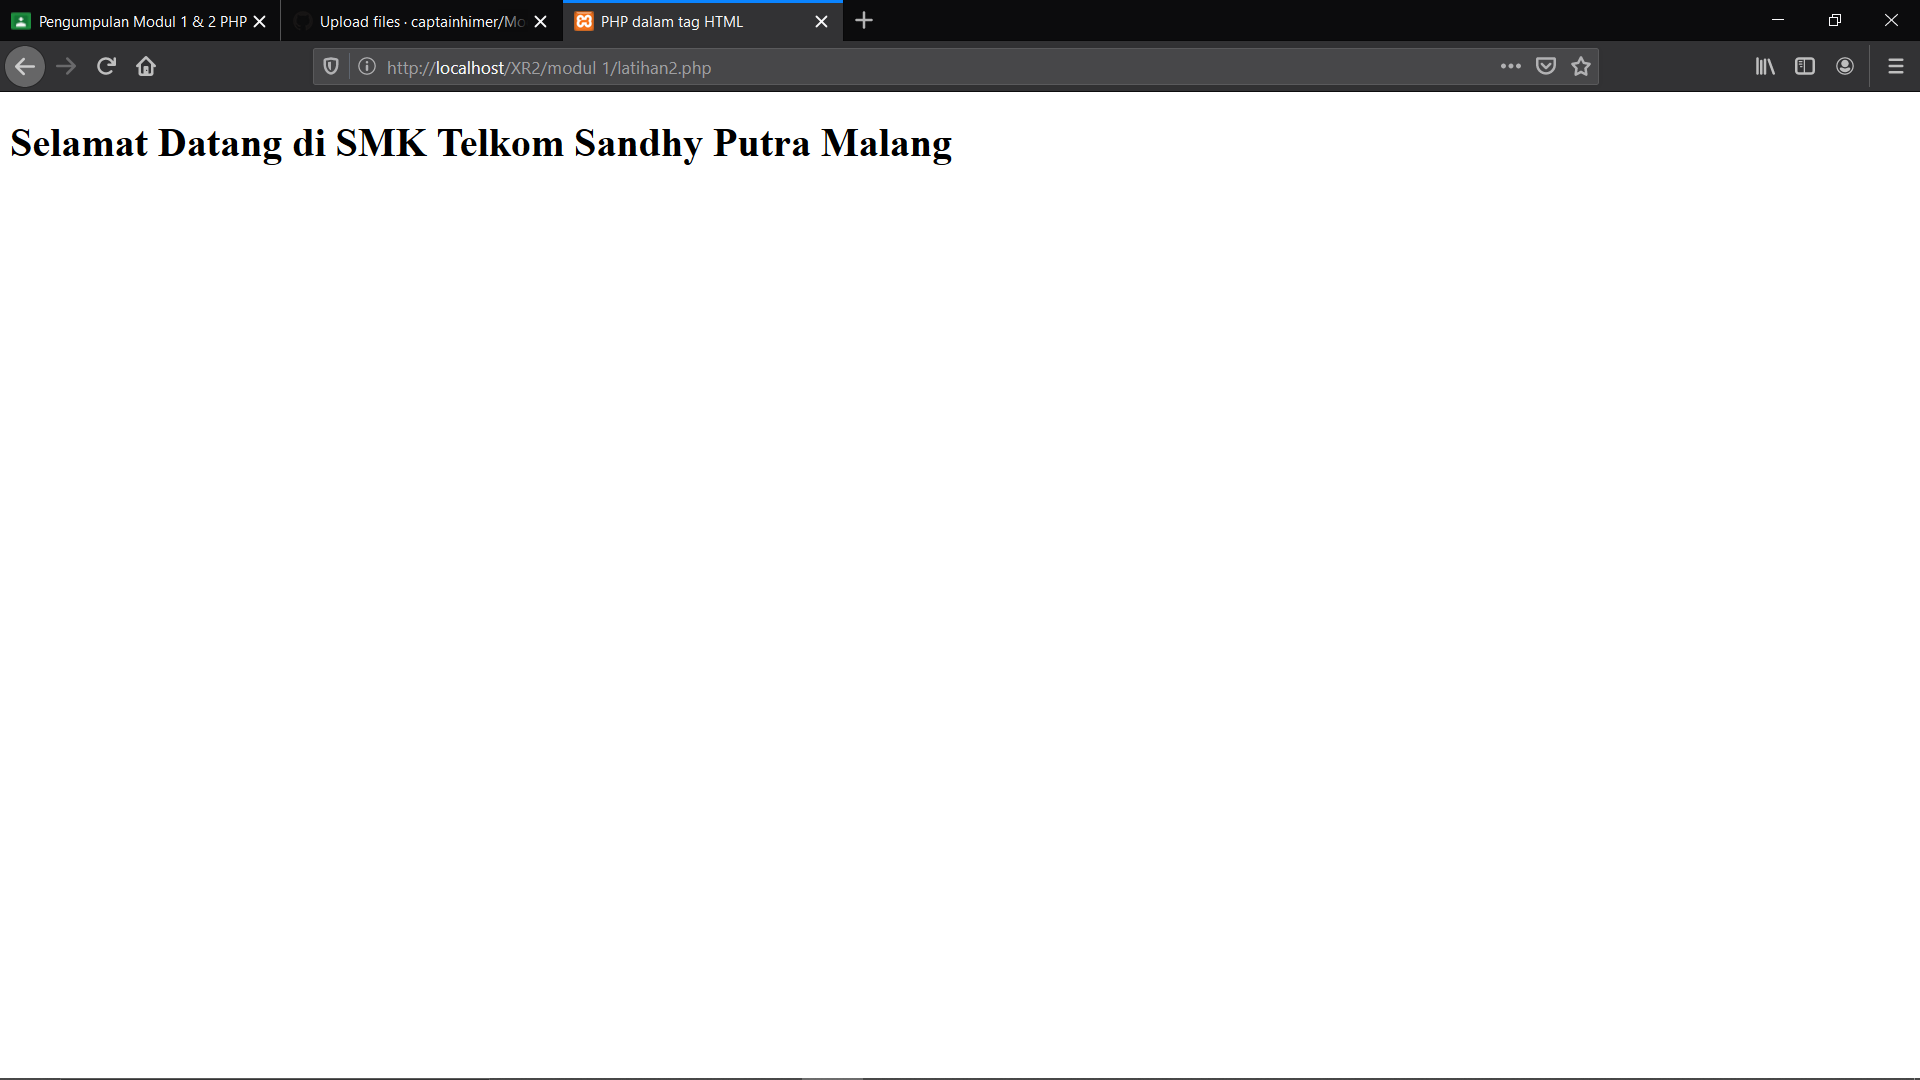 Pengumpulan Modul 1 & 2 PHP
Upload files · captainhimer/Mo
PHP dalam tag HTML
http://localhost/XR2/modul 1/latihan2.php
Selamat Datang di SMK Telkom Sandhy Putra Malang